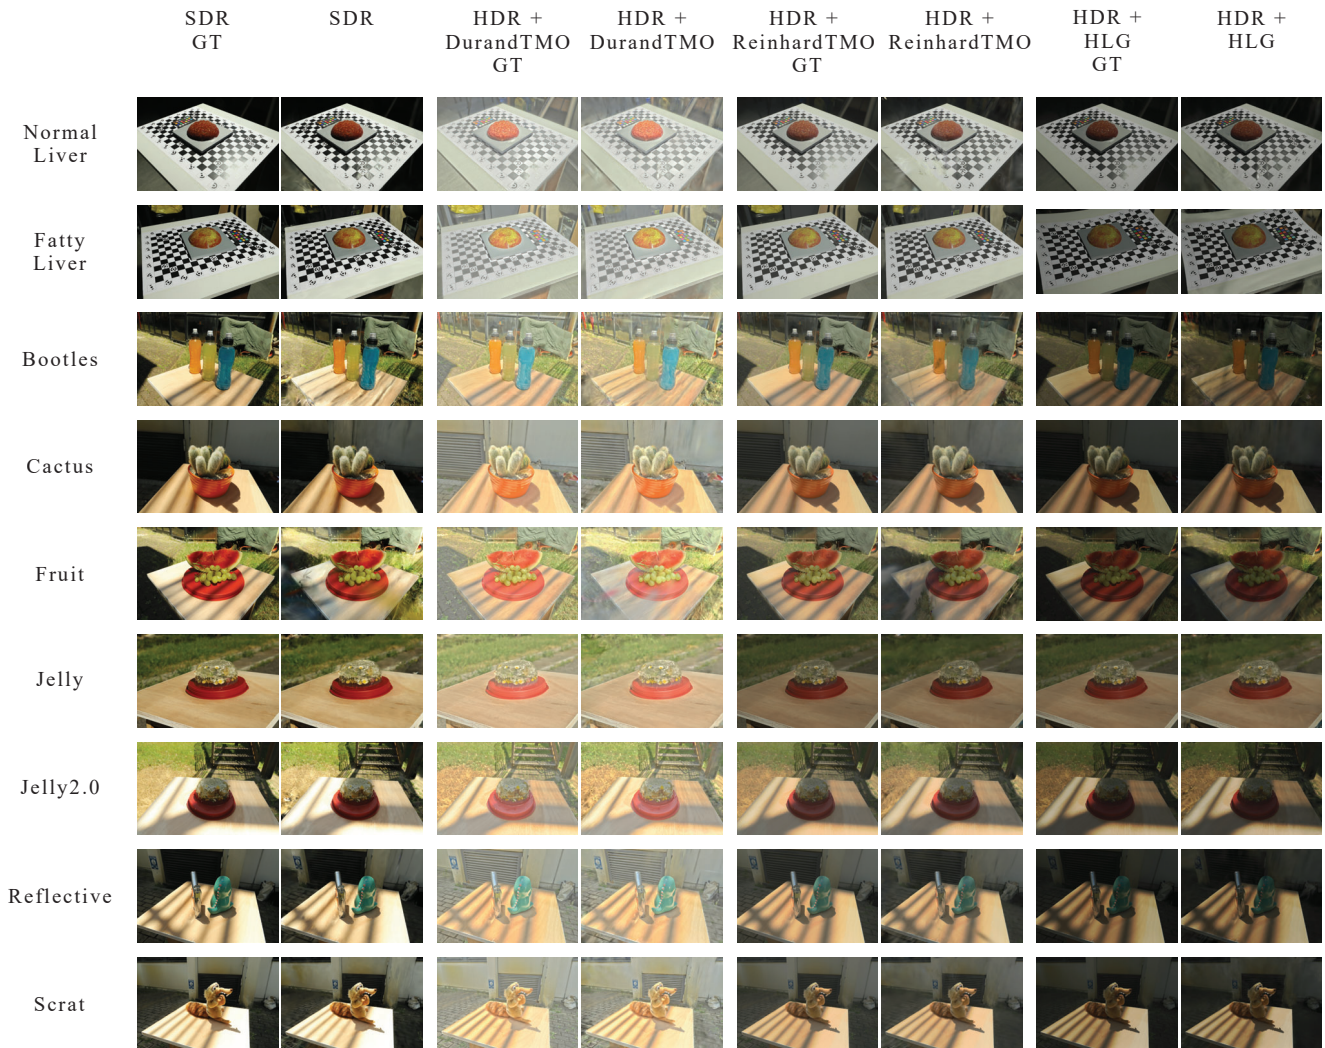 SDR
GT
SDR
HDR +
DurandTMO
GT
HDR +
DurandTMO
HDR +
ReinhardTMO
GT
HDR +
ReinhardTMO
HDR +
HLG
GT
HDR +
HLG
Normal
Liver
Fatty
Liver
Bootles
Cactus
Fruit
Jelly
Jelly2.0
Reflective
Scrat